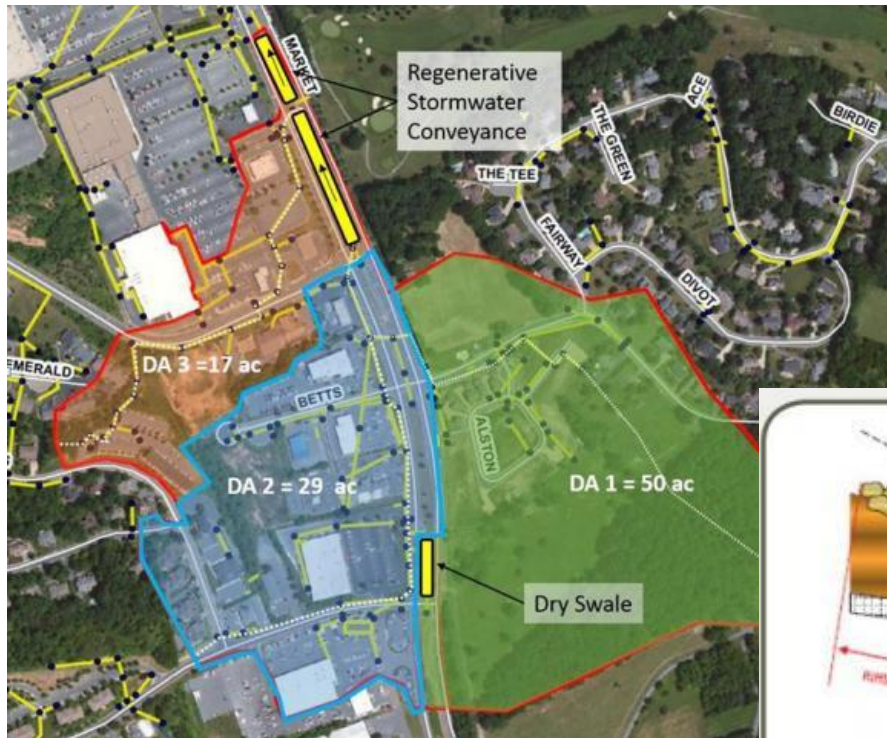 MARKET
Regenerative
Stormwater
Conveyance
ACE
BIRDIE
THE GREEN
THE TEE
FAIRWAY
DIVOT
EMERALD
DA 3 =17 ac
BETTS
ALSTON
DA 2 = 29 ac
DA 1 = 50 ac
Dry Swale